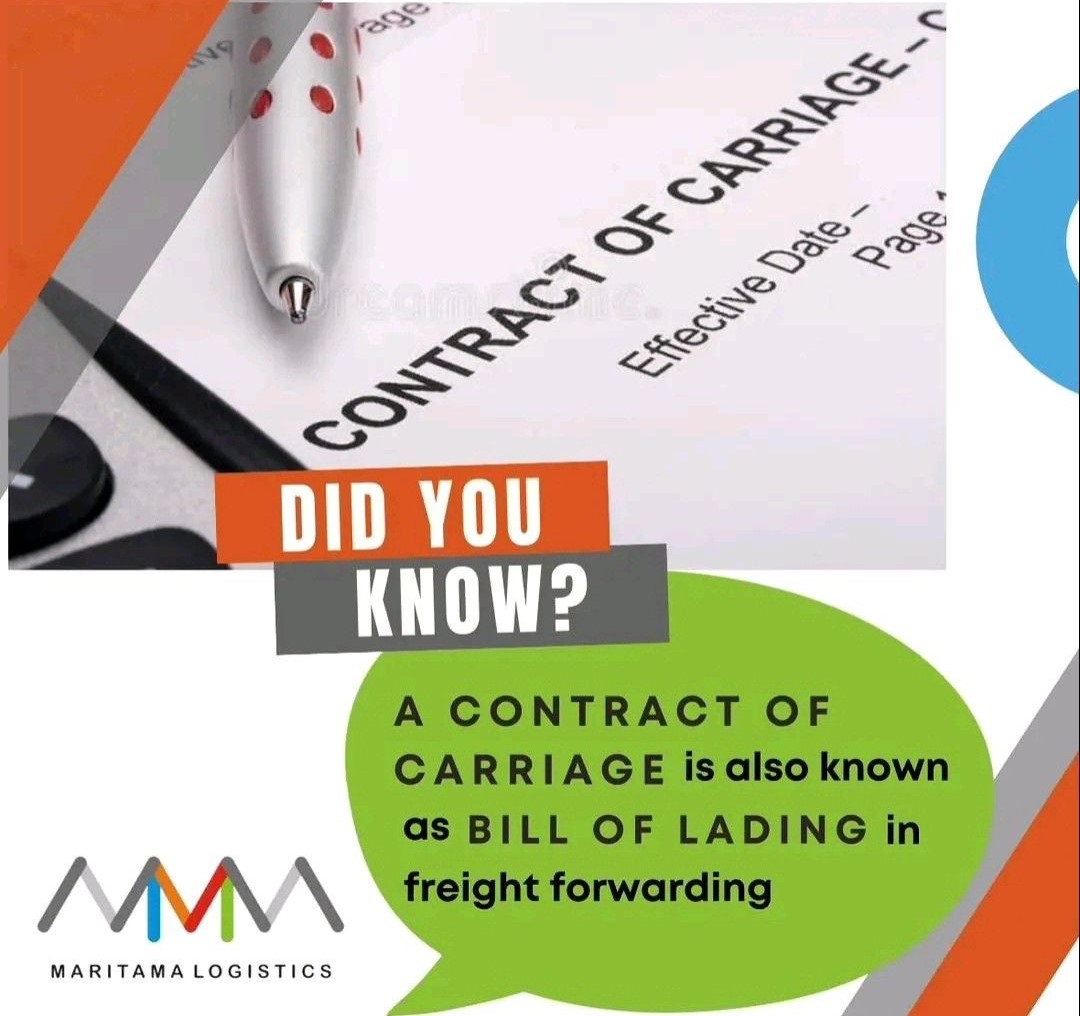 age
CONTRACT OF CARRIAGE –
Effective Date –
Page
DID YOU
KNOW?
A CONTRACT OF
CARRIAGE is also known
as BILL OF LADING in
freight forwarding
MARITAMA LOGISTICS